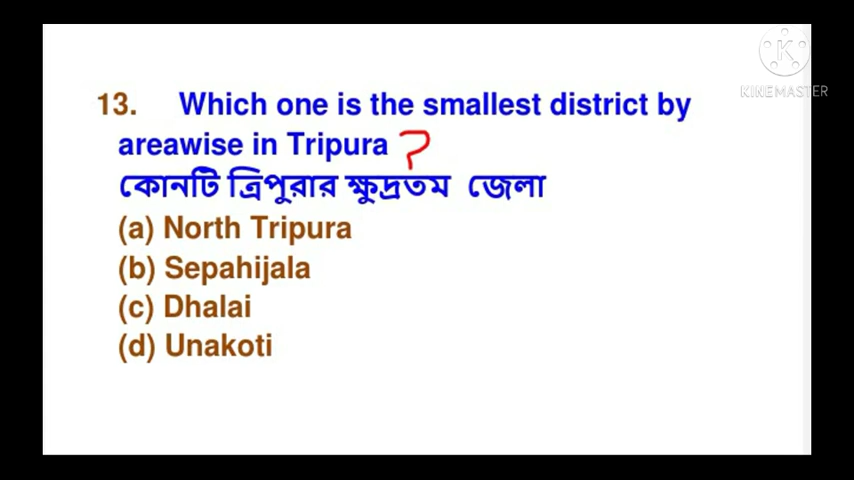 K
KINEMASTER
13. Which one is the smallest district by
areawise in Tripura ?
কোনটি ত্রিপুরার ক্ষুদ্রতম জেলা
(a) North Tripura
(b) Sepahijala
(c) Dhalai
(d) Unakoti